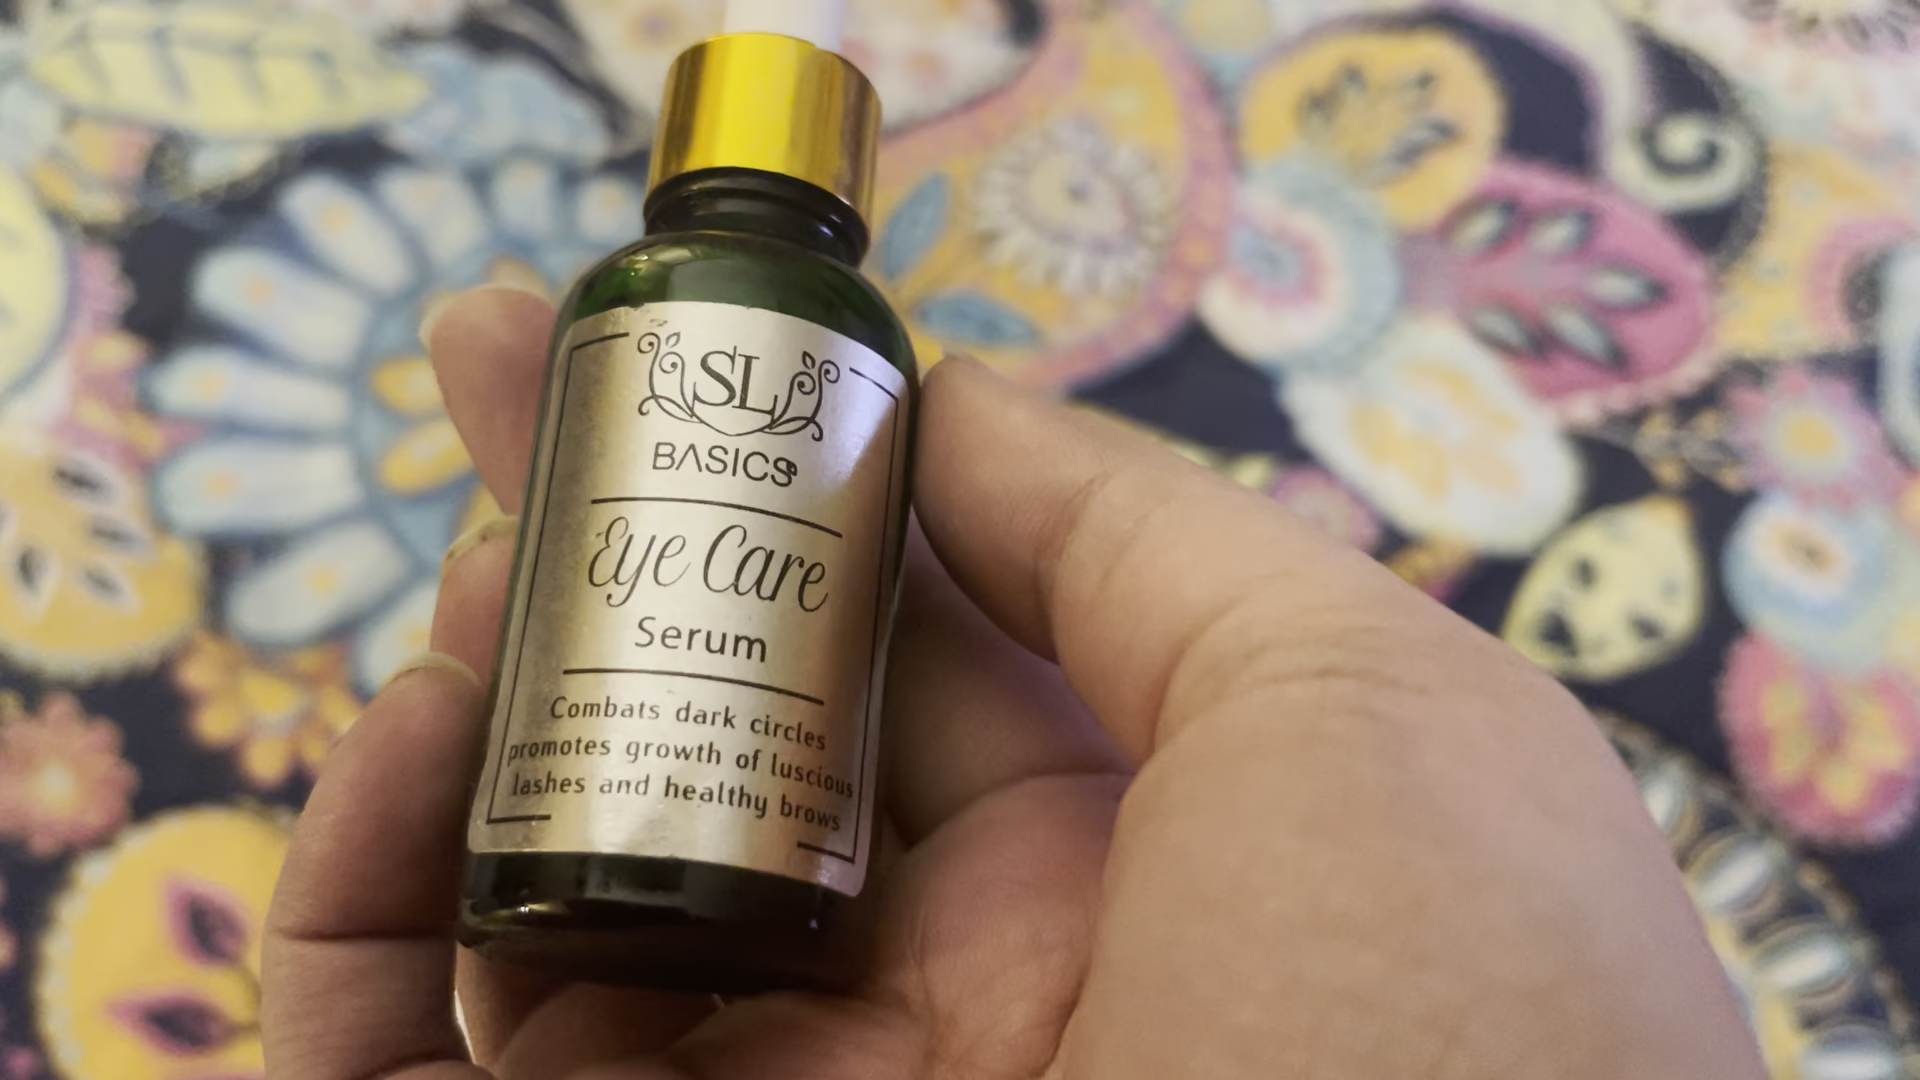 SL
BASICS
Eye Care
Serum
Combats dark circles
promotes growth of luscious
lashes and healthy brows